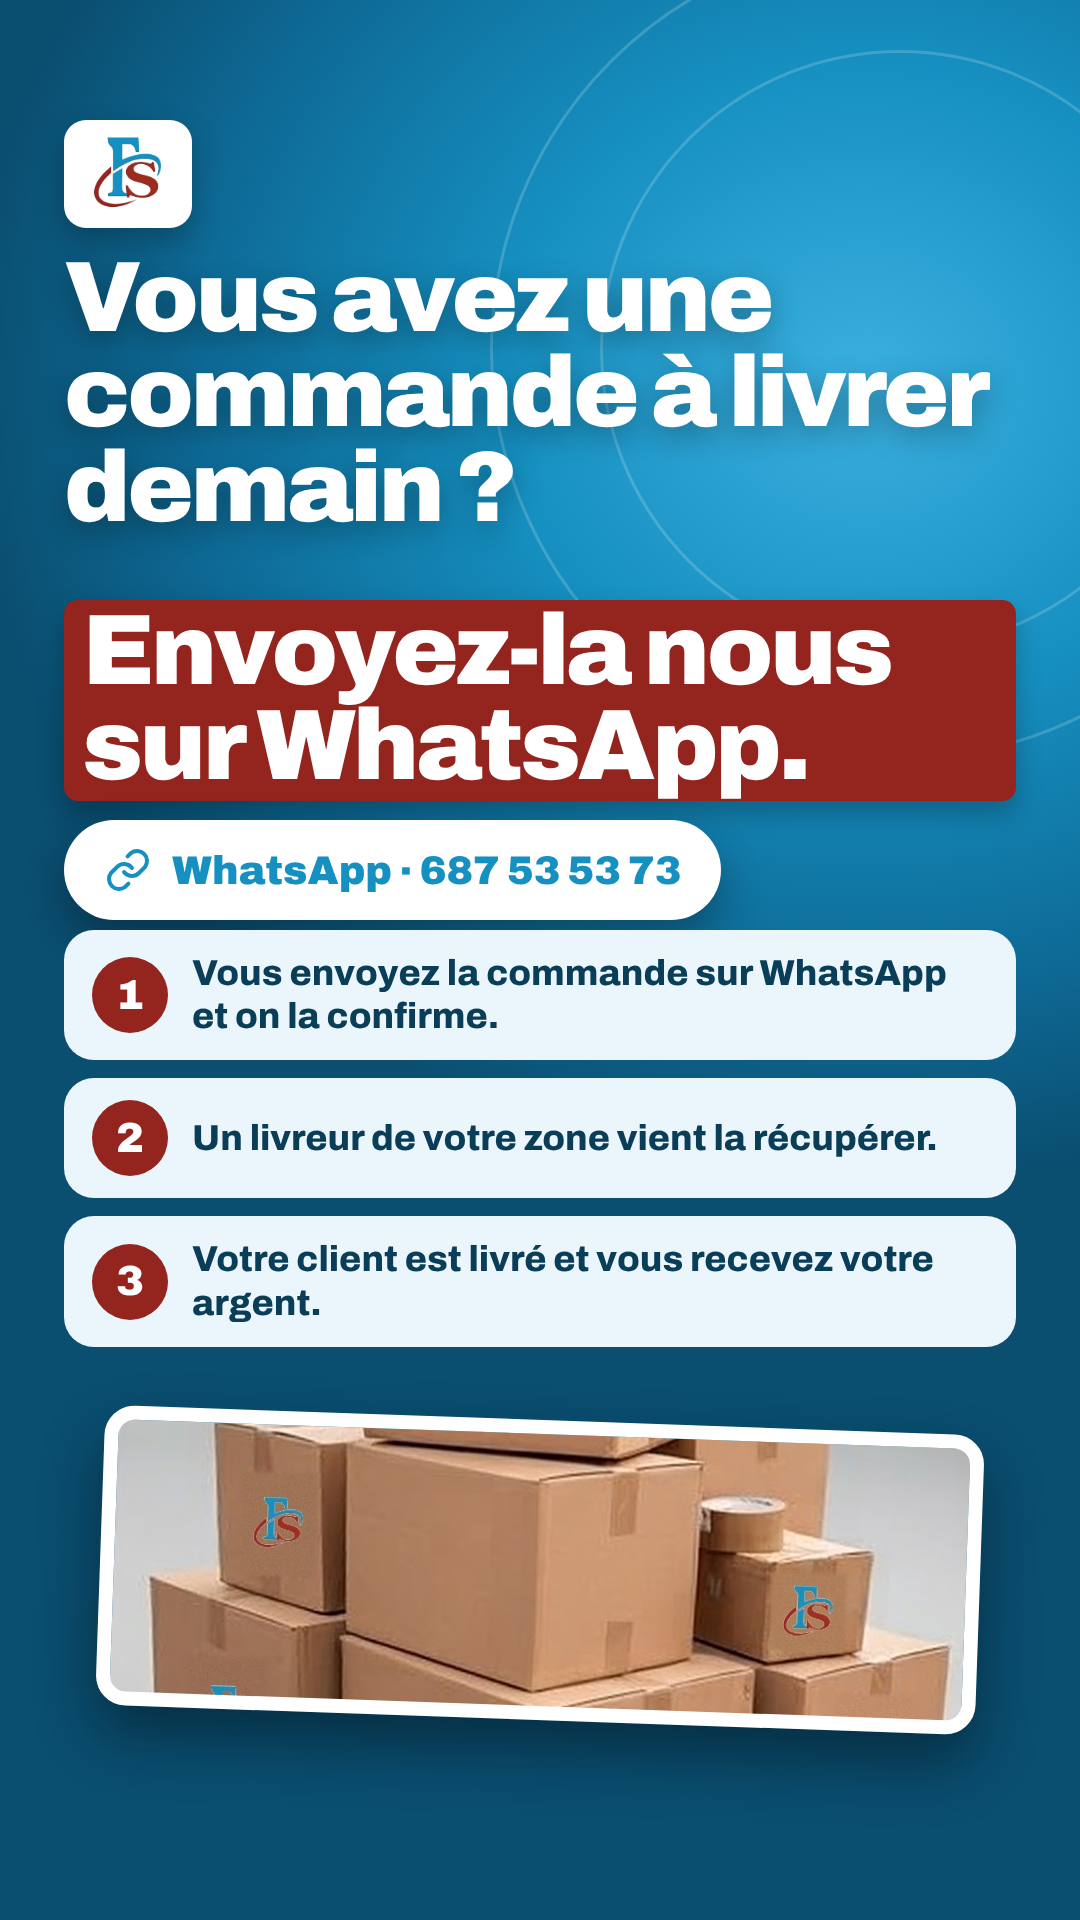 FS
Vous avez une
commande à livrer
demain ?
Envoyez-la nous
sur WhatsApp.
WhatsApp · 687 53 53 73
1
Vous envoyez la commande sur WhatsApp
et on la confirme.
2
Un livreur de votre zone vient la récupérer.
3
Votre client est livré et vous recevez votre
argent.
FS
FS